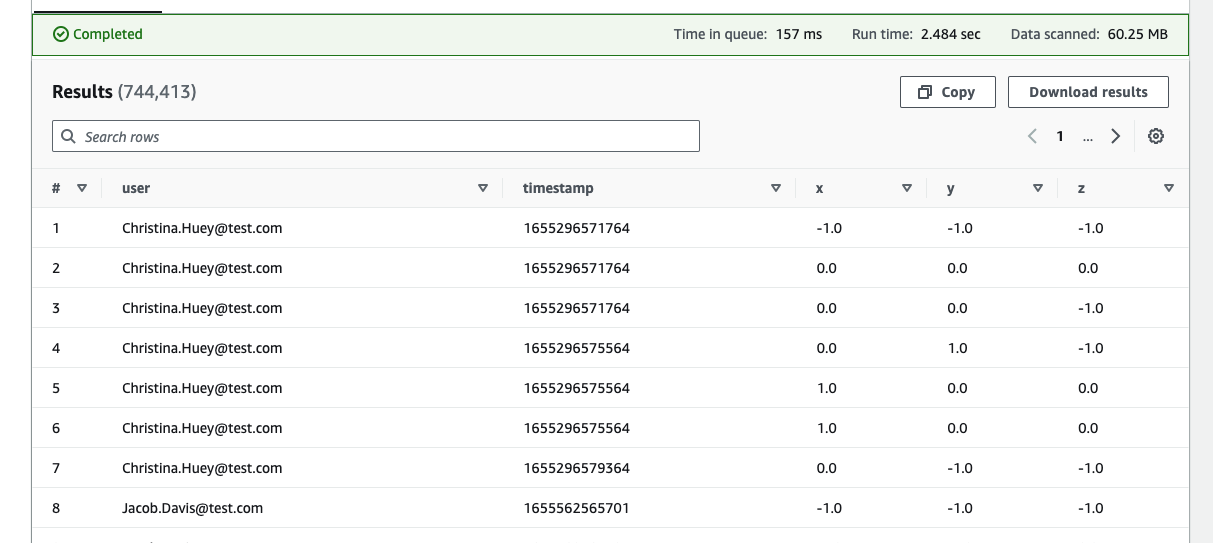 Completed Time in queue: 157 ms Run time: 2.484 sec Data scanned: 60.25 MB
Results (744,413) Copy Download results
Search rows 1 ...
# user timestamp x y z
1 Christina.Huey@test.com 1655296571764 -1.0 -1.0 -1.0
2 Christina.Huey@test.com 1655296571764 0.0 0.0 0.0
3 Christina.Huey@test.com 1655296571764 0.0 0.0 -1.0
4 Christina.Huey@test.com 1655296575564 0.0 1.0 -1.0
5 Christina.Huey@test.com 1655296575564 1.0 0.0 0.0
6 Christina.Huey@test.com 1655296575564 1.0 0.0 0.0
7 Christina.Huey@test.com 1655296579364 0.0 -1.0 -1.0
8 Jacob.Davis@test.com 1655562565701 -1.0 -1.0 -1.0